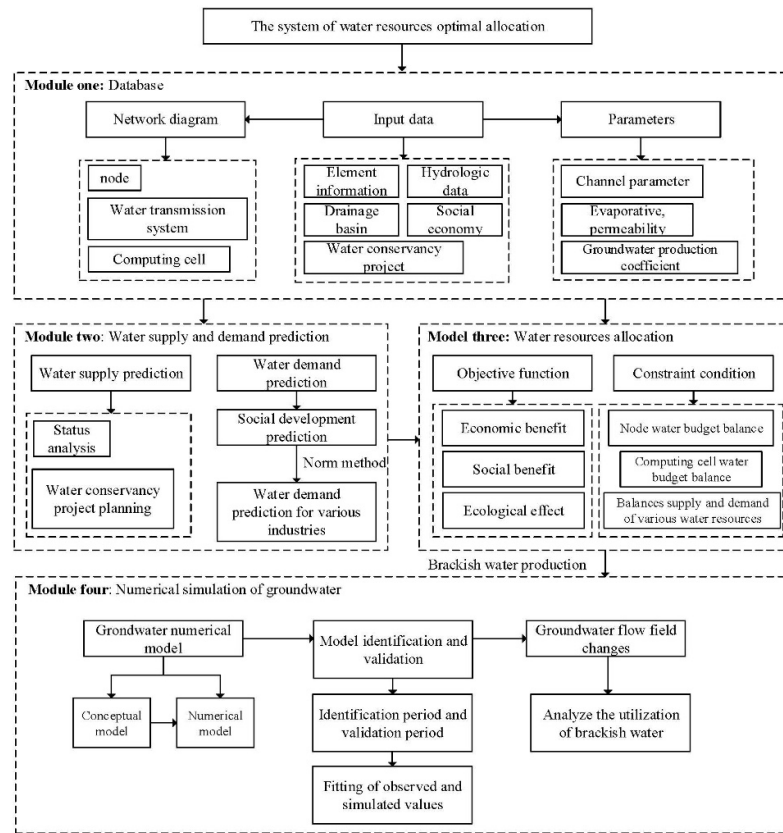 The system of water resources optimal allocation
Module one: Database
Network diagram
Input data
Parameters
node
Water transmission
system
Computing cell
Element
information
Hydrologic
data
Drainage
basin
Social
economy
Water conservancy
project
Channel parameter
Evaporative,
permeability
Groundwater production
coefficient
Module two: Water supply and demand prediction
Water supply prediction
Status
analysis
Water conservancy
project planning
Water demand
prediction
Social development
prediction
Norm method
Water demand
prediction for various
industries
Model three: Water resources allocation
Objective function
Constraint condition
Economic benefit
Social benefit
Ecological effect
Node water budget balance
Computing cell water
budget balance
Balances supply and demand
of various water resources
Brackish water production
Module four: Numerical simulation of groundwater
Grondwater numerical
model
Conceptual
model
Numerical
model
Model identification and
validation
Identification period and
validation period
Fitting of observed and
simulated values
Groundwater flow field
changes
Analyze the utilization
of brackish water